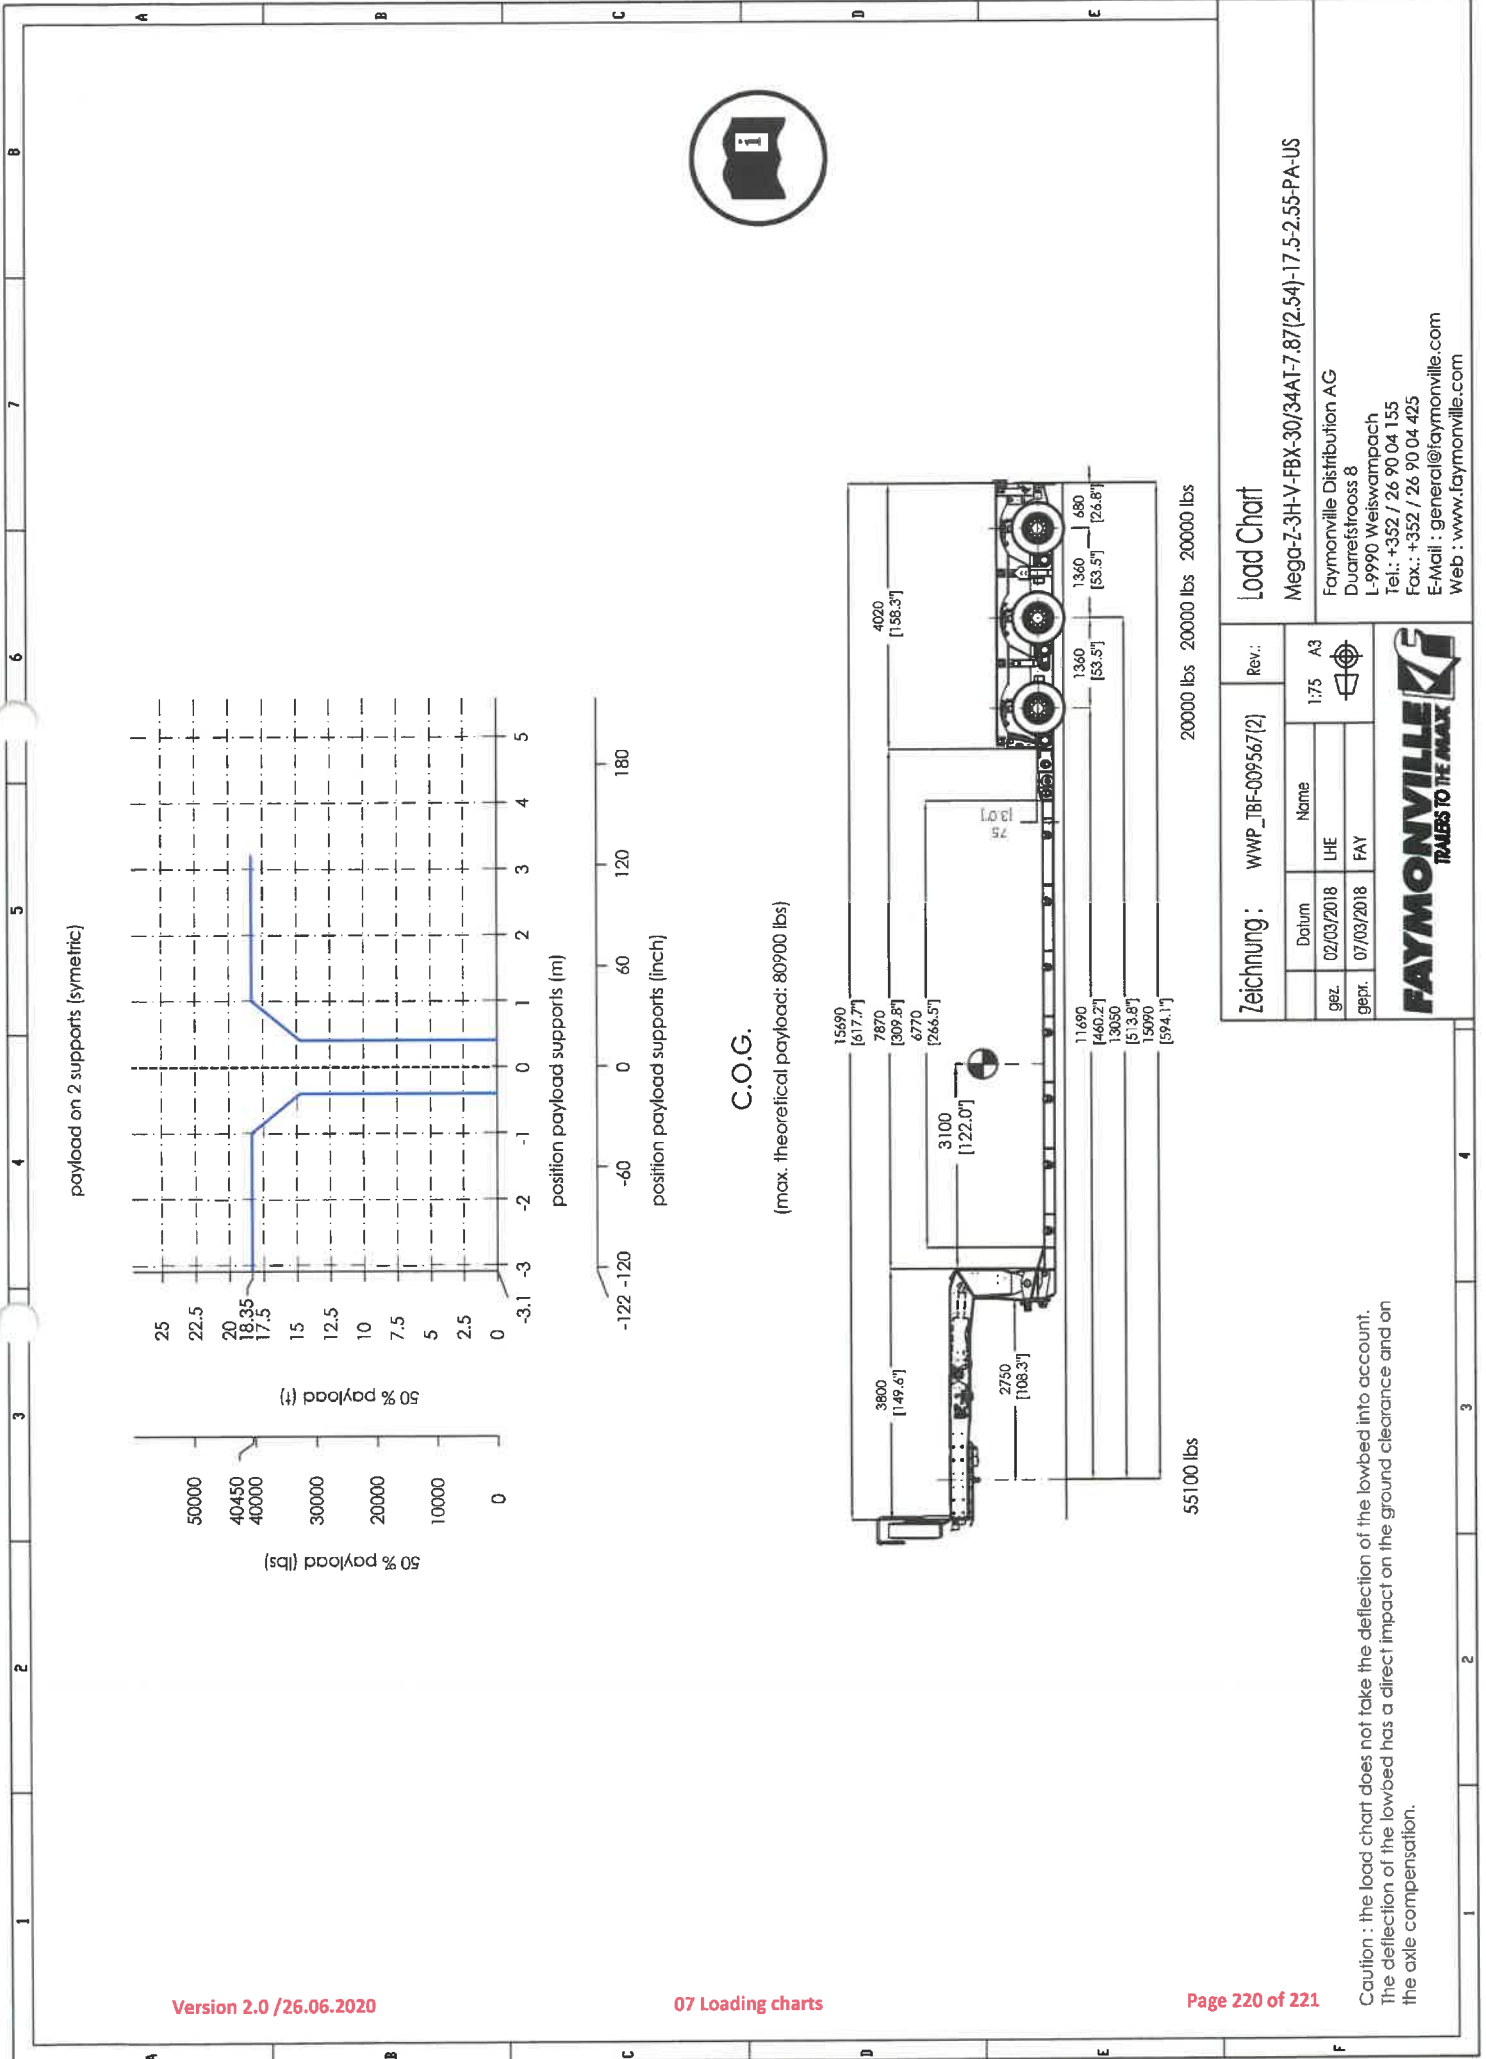 payload on 2 supports (symetric)
50 % payload (lbs)
50000
40450
40000
30000
20000
10000
0
50 % payload (t)
25
22.5
20
18.35
17.5
15
12.5
10
7.5
5
2.5
0
-3.1 -3 -2 -1 0 1 2 3 4 5
position payload supports (m)
-122 -120 -60 0 60 120 180
position payload supports (inch)
i
C.O.G.
(max. theoretical payload: 80900 lbs)
15690
[617.7"]
3800
[149.6"]
7870
[309.8"]
4020
[158.3"]
6770
[266.5"]
3100
[122.0"]
75
[3.0"]
2750
[108.3"]
11690
[460.2"]
1360
[53.5"]
1360
[53.5"]
680
[26.8"]
13050
[513.8"]
15090
[594.1"]
55100 lbs
20000 lbs 20000 lbs 20000 lbs
Caution : the load chart does not take the deflection of the lowbed into account.
The deflection of the lowbed has a direct impact on the ground clearance and on
the axle compensation.
Zeichnung : WWP_TBF-009567(2)
Rev.:
Load Chart
Mega-Z-3H-V-FBX-30/34AT-7.87(2.54)-17.5-2.55-PA-US
Datum Name
gez. 02/03/2018 LHE
gepr. 07/03/2018 FAY
1:75 A3
FAYMONVILLE
TRAILERS TO THE MAX
Faymonville Distribution AG
Duarrefstrooss 8
L-9990 Weiswampach
Tel.: +352 / 26 90 04 155
Fax.: +352 / 26 90 04 425
E-Mail : general@faymonville.com
Web : www.faymonville.com
1 2 3 4 5 6 7 8
A B C D E
A B C D E F
1 2 3 4
Version 2.0 /26.06.2020
07 Loading charts
Page 220 of 221